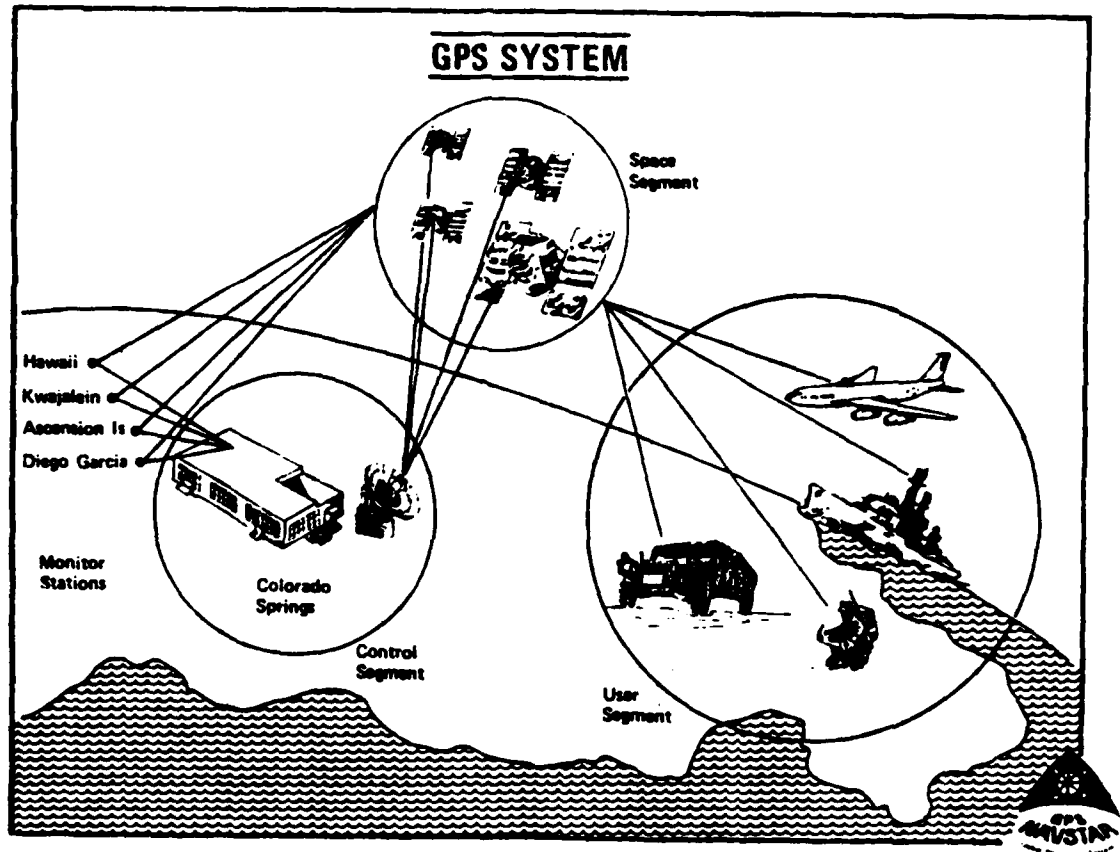 GPS SYSTEM
Space
Segment
Hawaii
Kwajalein
Ascension Is
Diego Garcia
Monitor
Stations
Colorado
Springs
Control
Segment
User
Segment
GPS
NAVSTAR